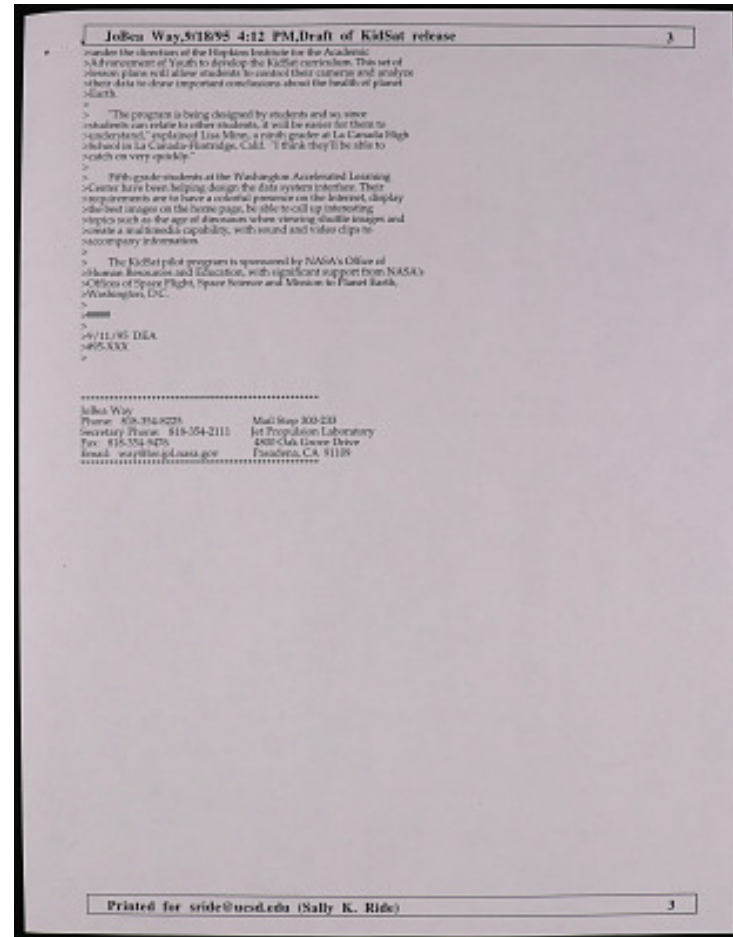 JoBea Way,9/18/95 4:12 PM,Draft of KidSat release 3
>under the direction of the Hopkins Institute for the Academic
>Advancement of Youth to develop the KidSat curriculum. This set of
>lesson plans will allow students to control their cameras and analyze
>their data to draw important conclusions about the health of planet
>Earth.
>
> "The program is being designed by students and so, since
>students can relate to other students, it will be easier for them to
>understand," explained Lisa Minn, a ninth grader at La Canada High
>School in La Canada-Flintridge, Calif. "I think they'll be able to
>catch on very quickly."
>
> Fifth grade students at the Washington Accelerated Learning
>Center have been helping design the data system interface. Their
>requirements are to have a colorful presence on the Internet, display
>the best images on the home page, be able to call up interesting
>topics such as the age of dinosaurs when viewing shuttle images and
>create a multimedia capability, with sound and video clips to
>accompany information.
>
> The KidSat pilot program is sponsored by NASA's Office of
>Human Resources and Education, with significant support from NASA's
>Offices of Space Flight, Space Science and Mission to Planet Earth,
>Washington, D.C.
>
>#####
>
>9/11/95 DEA
>#95-XXX
>
JoBea Way
Phone: 818-354-8225 Mail Stop 300-233
Secretary Phone: 818-354-2111 Jet Propulsion Laboratory
Fax: 818-354-9476 4800 Oak Grove Drive
Email: Pasadena, CA 91109
Printed for sride@ucsd.edu (Sally K. Ride) 3